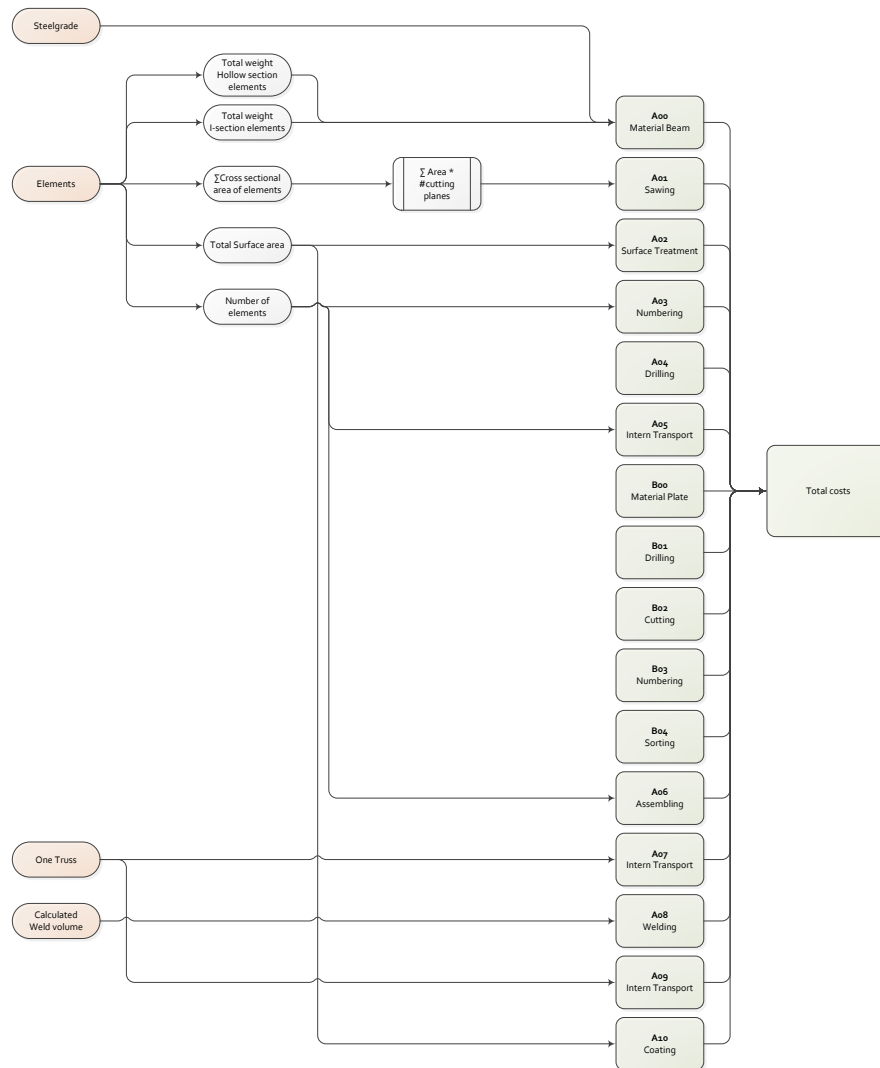 Steelgrade
Total weight
Hollow section
elements
Total weight
I-section elements
A00
Material Beam
Elements
∑Cross sectional
area of elements
∑ Area *
#cutting
planes
A01
Sawing
Total Surface area
A02
Surface Treatment
Number of
elements
A03
Numbering
A04
Drilling
A05
Intern Transport
B00
Material Plate
Total costs
B01
Drilling
B02
Cutting
B03
Numbering
B04
Sorting
A06
Assembling
One Truss
A07
Intern Transport
Calculated
Weld volume
A08
Welding
A09
Intern Transport
A10
Coating